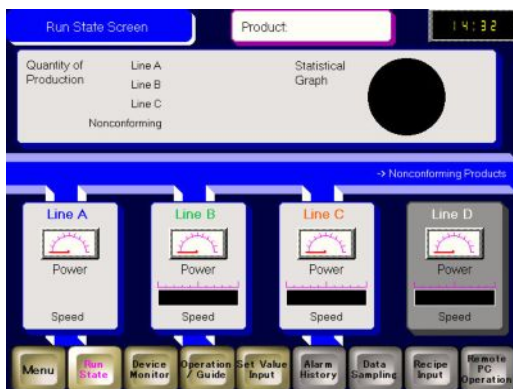 Run State Screen
Product:
14:32
Quantity of Production
Line A
Line B
Line C
Nonconforming
Statistical Graph
-> Nonconforming Products
Line A
Line B
Line C
Line D
Power
Power
Power
Power
Speed
Speed
Speed
Speed
Menu
Run State
Device Monitor
Operation / Guide
Set Value Input
Alarm History
Data Sampling
Recipe Input
Remote PC Operation